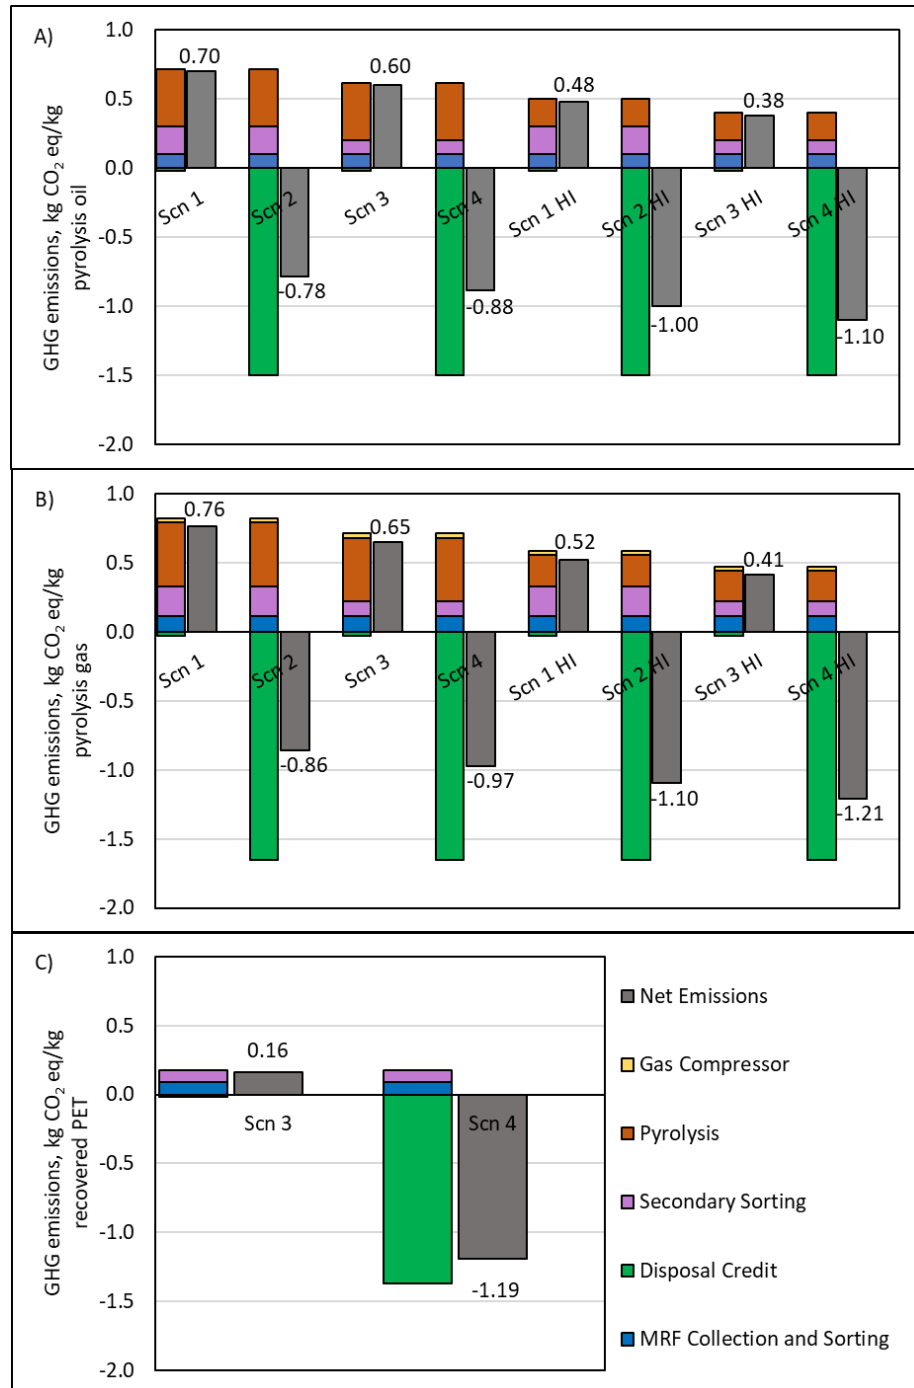 A)
GHG emissions, kg CO₂ eq/kg
pyrolysis oil
1.0
0.5
0.0
-0.5
-1.0
-1.5
-2.0
0.70
-0.78
0.60
-0.88
0.48
-1.00
0.38
-1.10
Scn 1
Scn 2
Scn 3
Scn 4
Scn 1 HI
Scn 2 HI
Scn 3 HI
Scn 4 HI
B)
GHG emissions, kg CO₂ eq/kg
pyrolysis gas
1.0
0.5
0.0
-0.5
-1.0
-1.5
-2.0
0.76
-0.86
0.65
-0.97
0.52
-1.10
0.41
-1.21
Scn 1
Scn 2
Scn 3
Scn 4
Scn 1 HI
Scn 2 HI
Scn 3 HI
Scn 4 HI
C)
GHG emissions, kg CO₂ eq/kg
recovered PET
1.0
0.5
0.0
-0.5
-1.0
-1.5
-2.0
0.16
-1.19
Scn 3
Scn 4
Net Emissions
Gas Compressor
Pyrolysis
Secondary Sorting
Disposal Credit
MRF Collection and Sorting